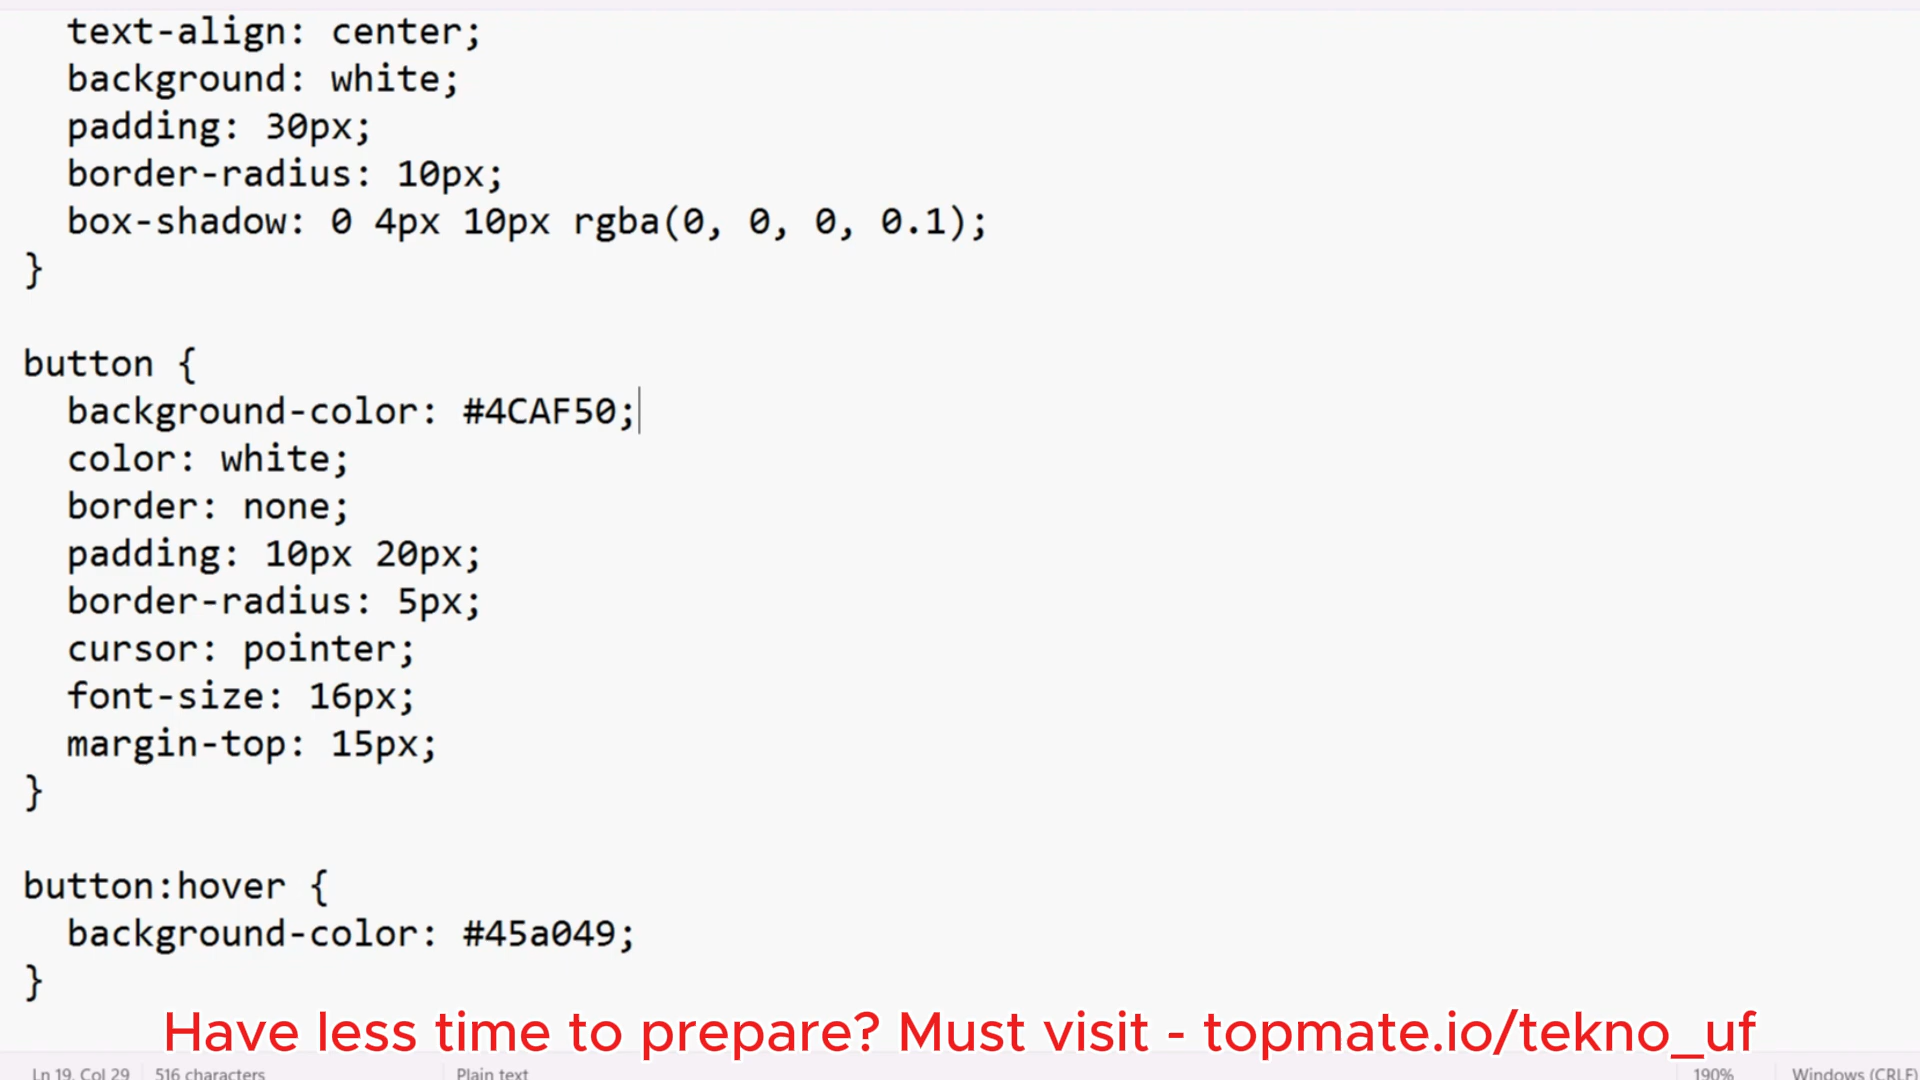 text-align: center;
background: white;
padding: 30px;
border-radius: 10px;
box-shadow: 0 4px 10px rgba(0, 0, 0, 0.1);
}
button {
background-color: #4CAF50;
color: white;
border: none;
padding: 10px 20px;
border-radius: 5px;
cursor: pointer;
font-size: 16px;
margin-top: 15px;
}
button:hover {
background-color: #45a049;
}
Have less time to prepare? Must visit - topmate.io/tekno_uf
Ln 19, Col 29 516 characters Plain text 190% Windows (CRLF)